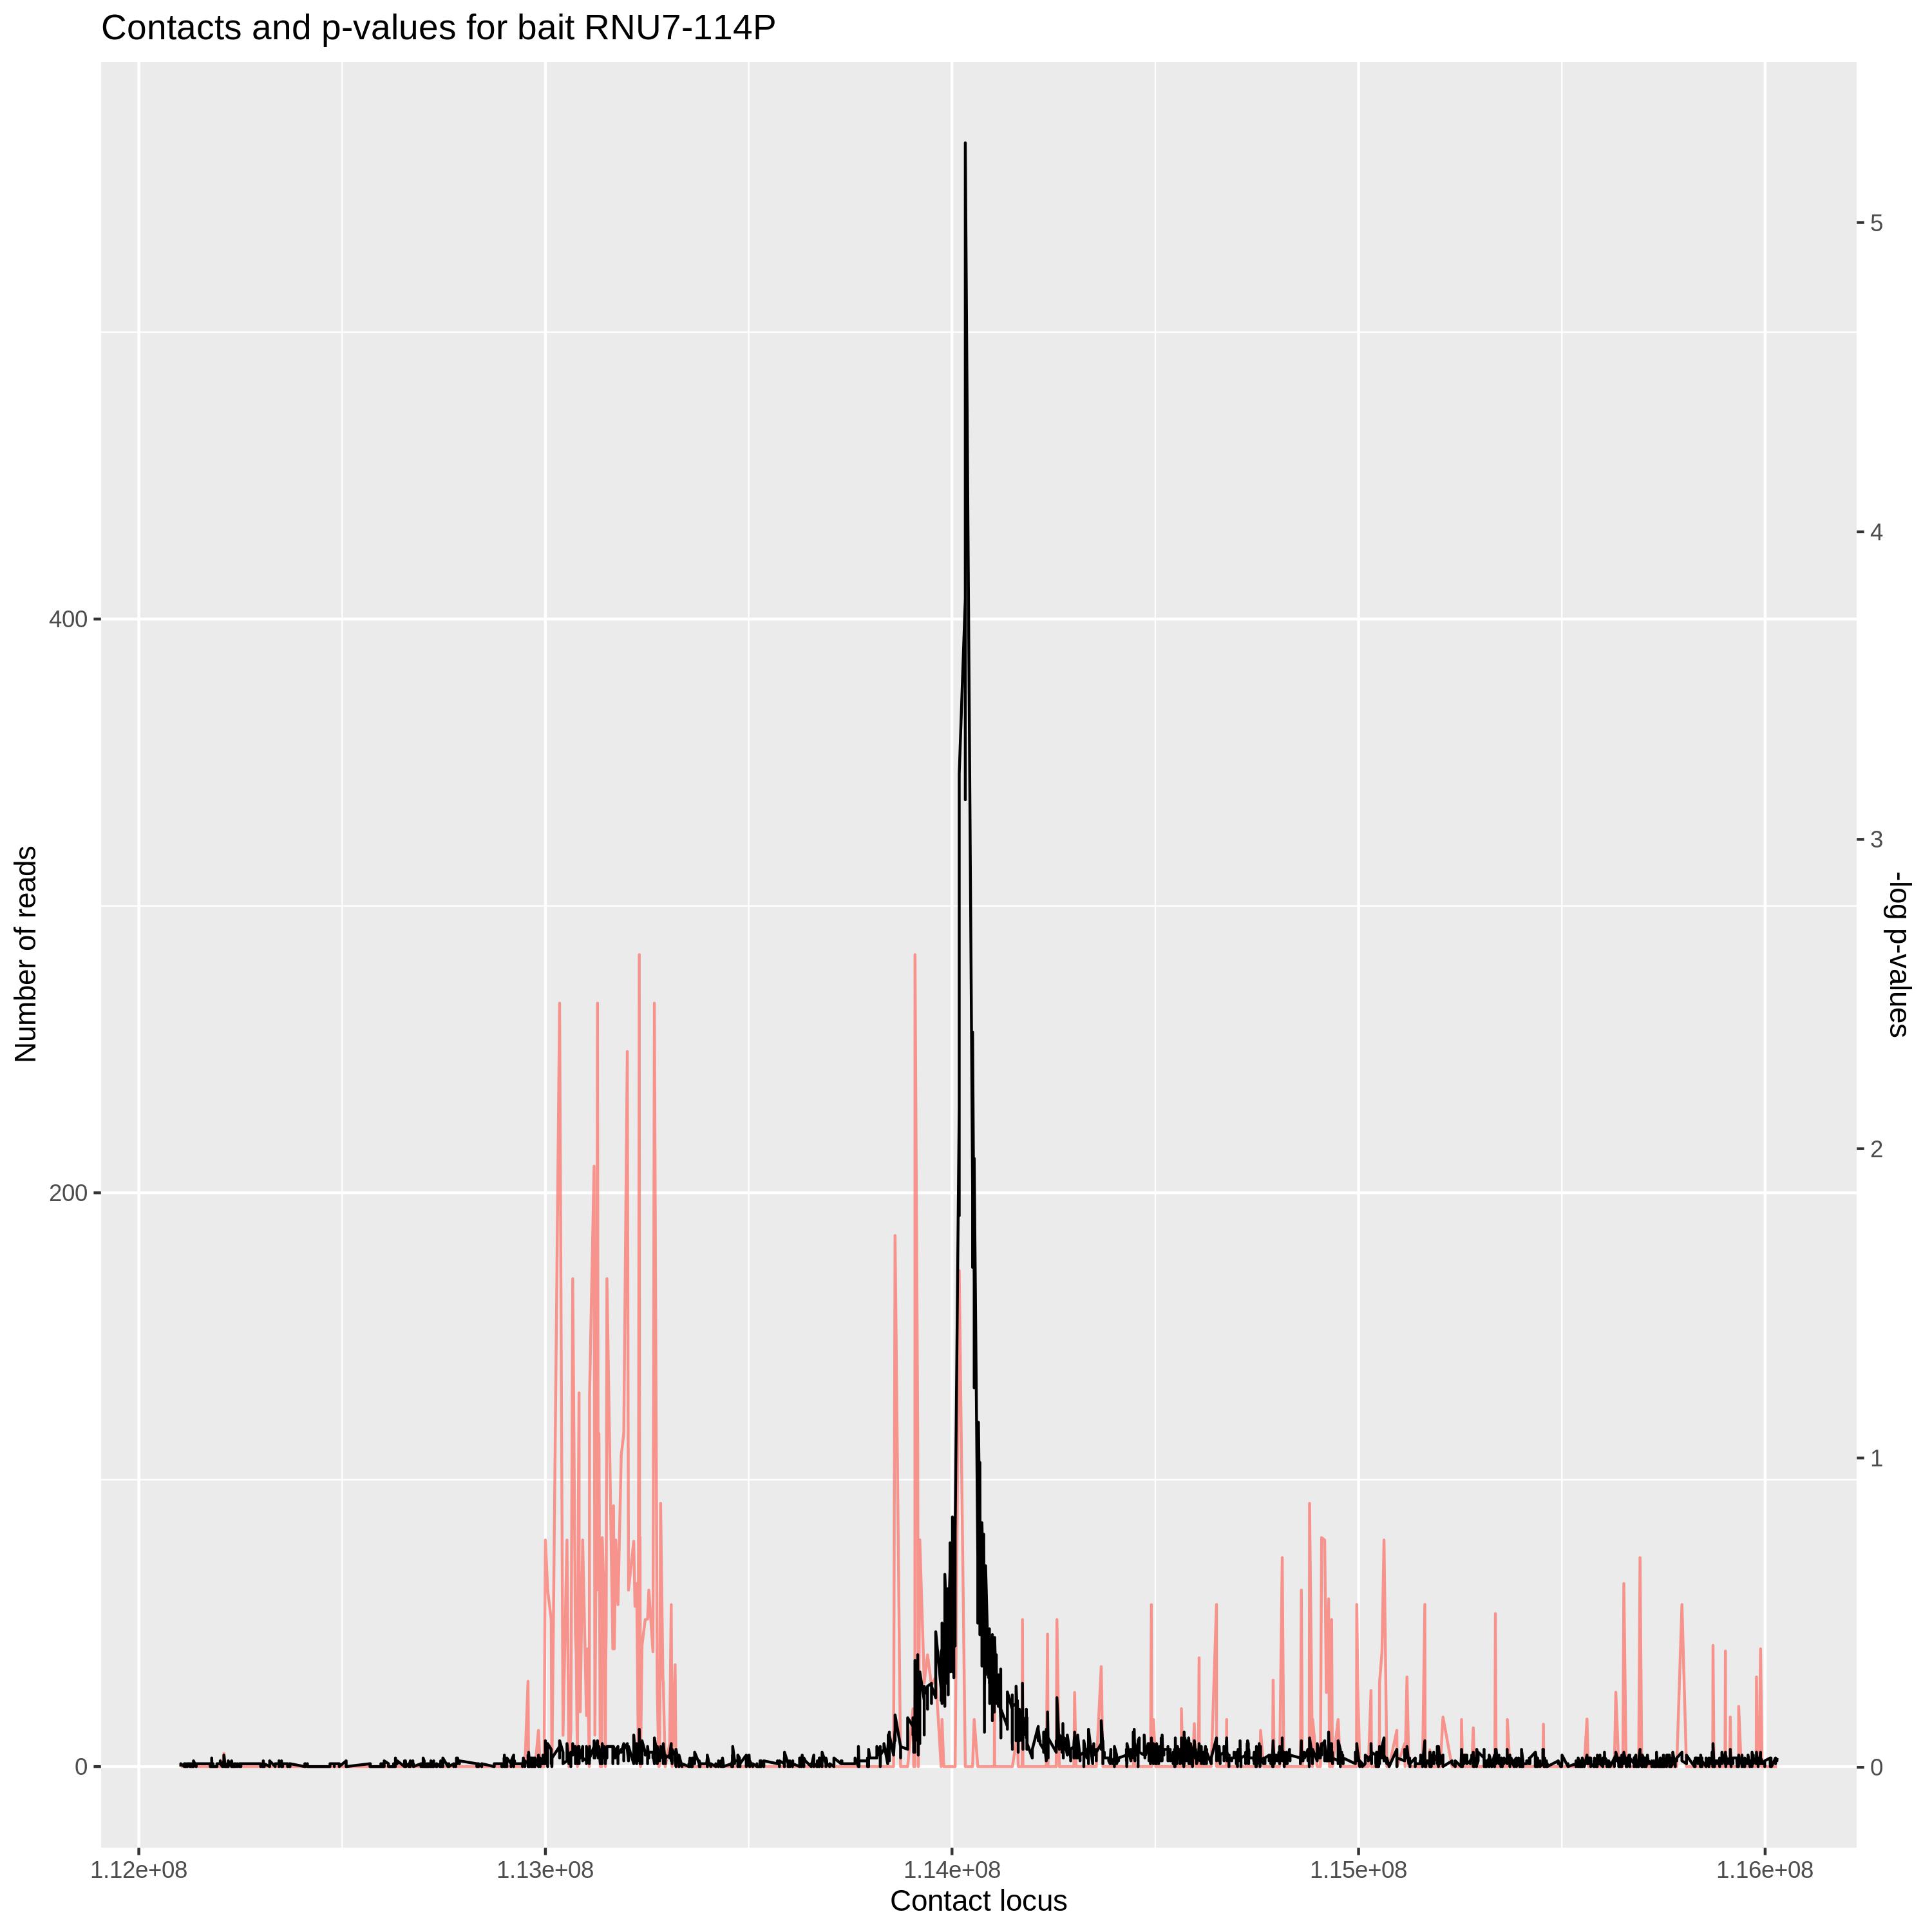 Contacts and p-values for bait RNU7-114P
Number of reads
400
200
0
5
4
3
2
1
0
-log p-values
1.12e+08 1.13e+08 1.14e+08 1.15e+08 1.16e+08
Contact locus